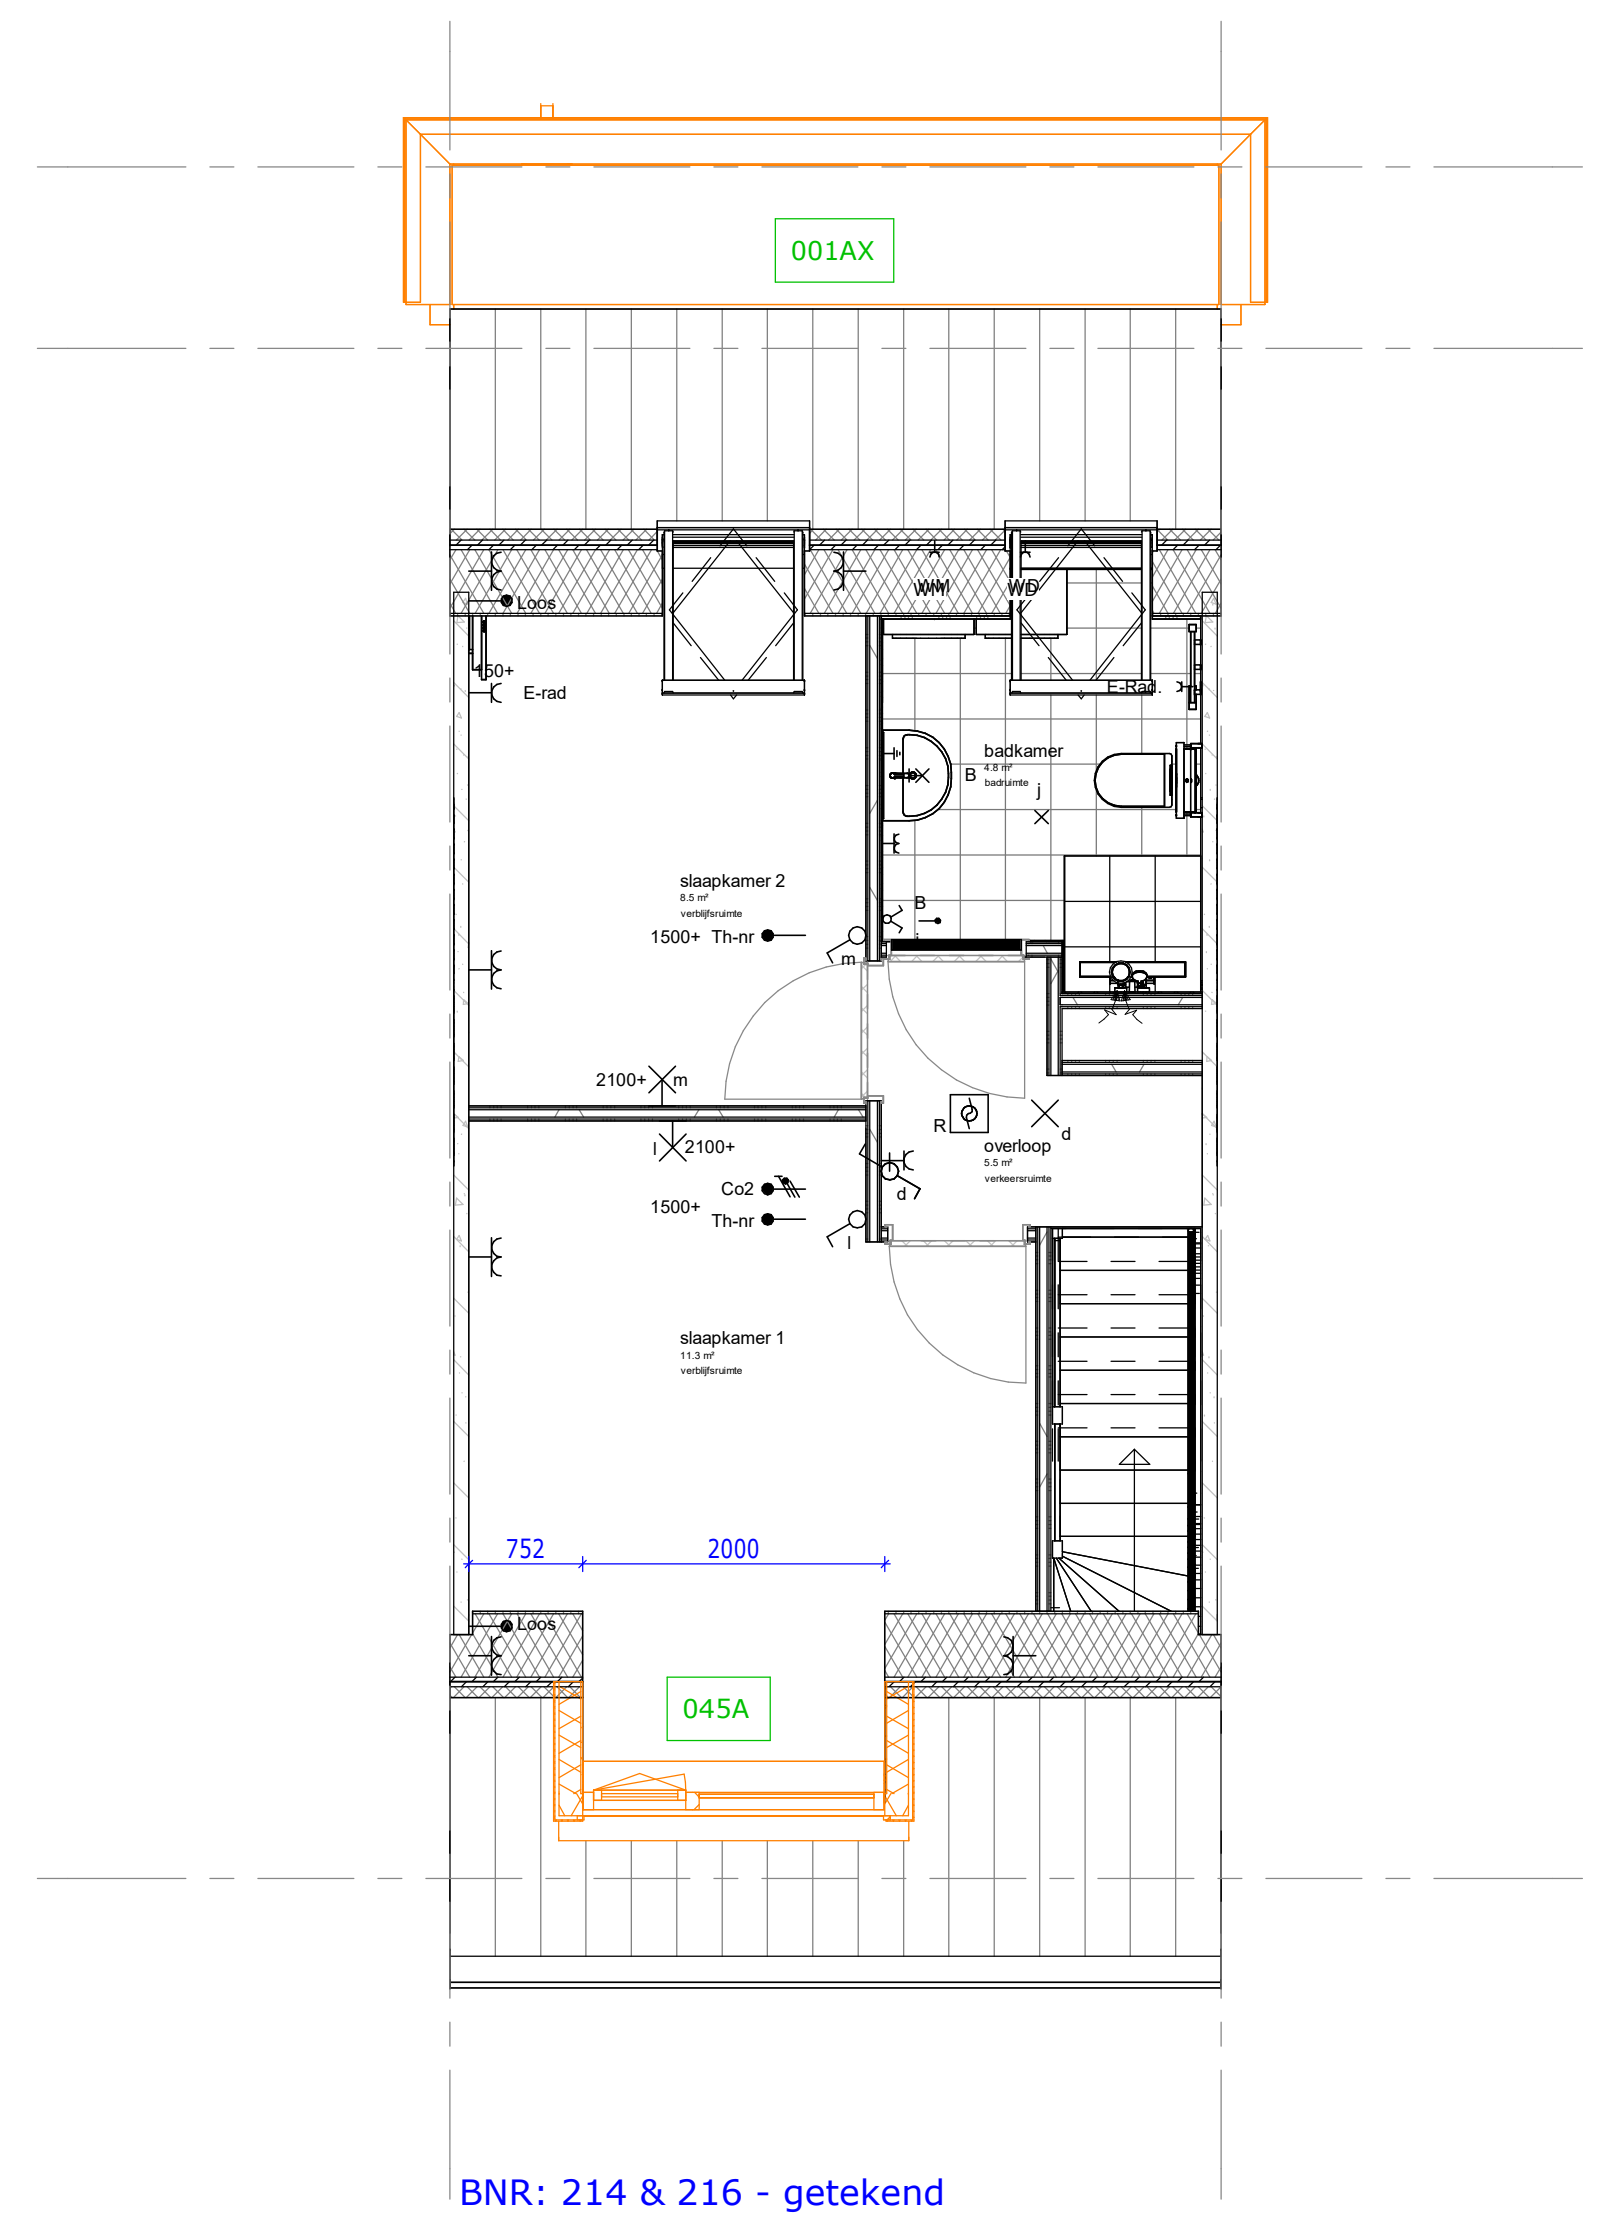 001AX
WM
WD
Loos
150+
E-rad
E-Rad.
badkamer
4.8 m²
badruimte
B
j
slaapkamer 2
8.5 m²
verblijfsruimte
B
1500+ Th-nr
m
2100+ m
R
d
overloop
5.5 m²
verkeersruimte
l 2100+
Co2
1500+
Th-nr
d
l
slaapkamer 1
11.3 m²
verblijfsruimte
752 2000
Loos
045A
BNR: 214 & 216 - getekend